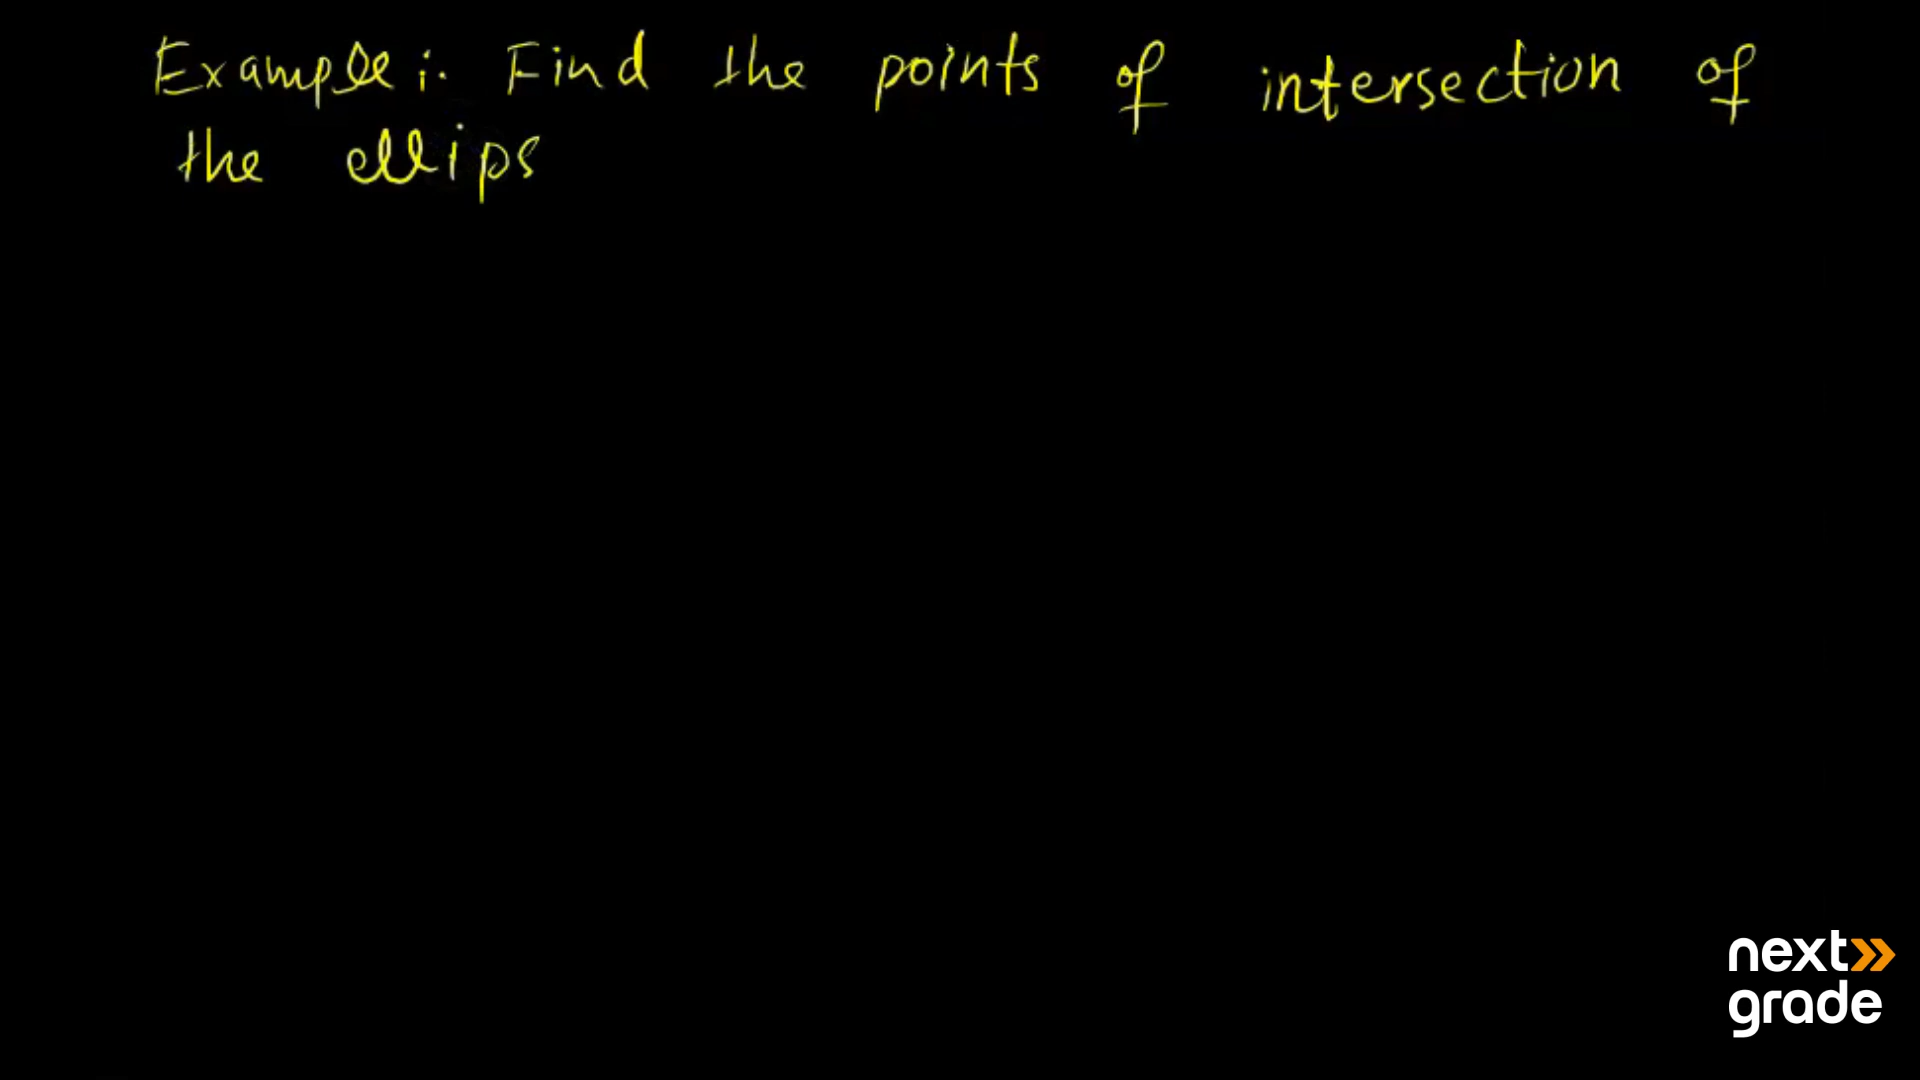 Example :. Find the points of intersection of
the ellips
next
grade